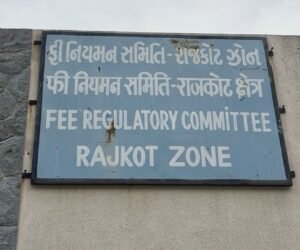 ફી નિયમન સમિતિ-રાજકોટ ઝોન
फी नियमन समिति-राजकोट क्षेत्र
FEE REGULATORY COMMITTEE
RAJKOT ZONE